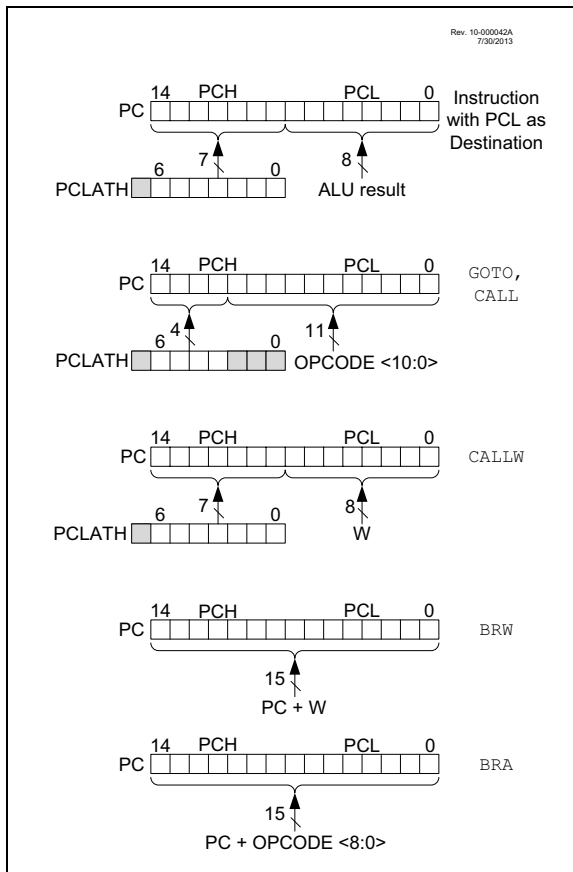 Rev. 10-000042A
7/30/2013
14 PCH PCL 0
PC
Instruction
with PCL as
Destination
7 8
6 0
PCLATH
ALU result
14 PCH PCL 0
PC
GOTO,
CALL
4 11
6 0
PCLATH
OPCODE <10:0>
14 PCH PCL 0
PC
CALLW
7 8
6 0
PCLATH
W
14 PCH PCL 0
PC
BRW
15
PC + W
14 PCH PCL 0
PC
BRA
15
PC + OPCODE <8:0>